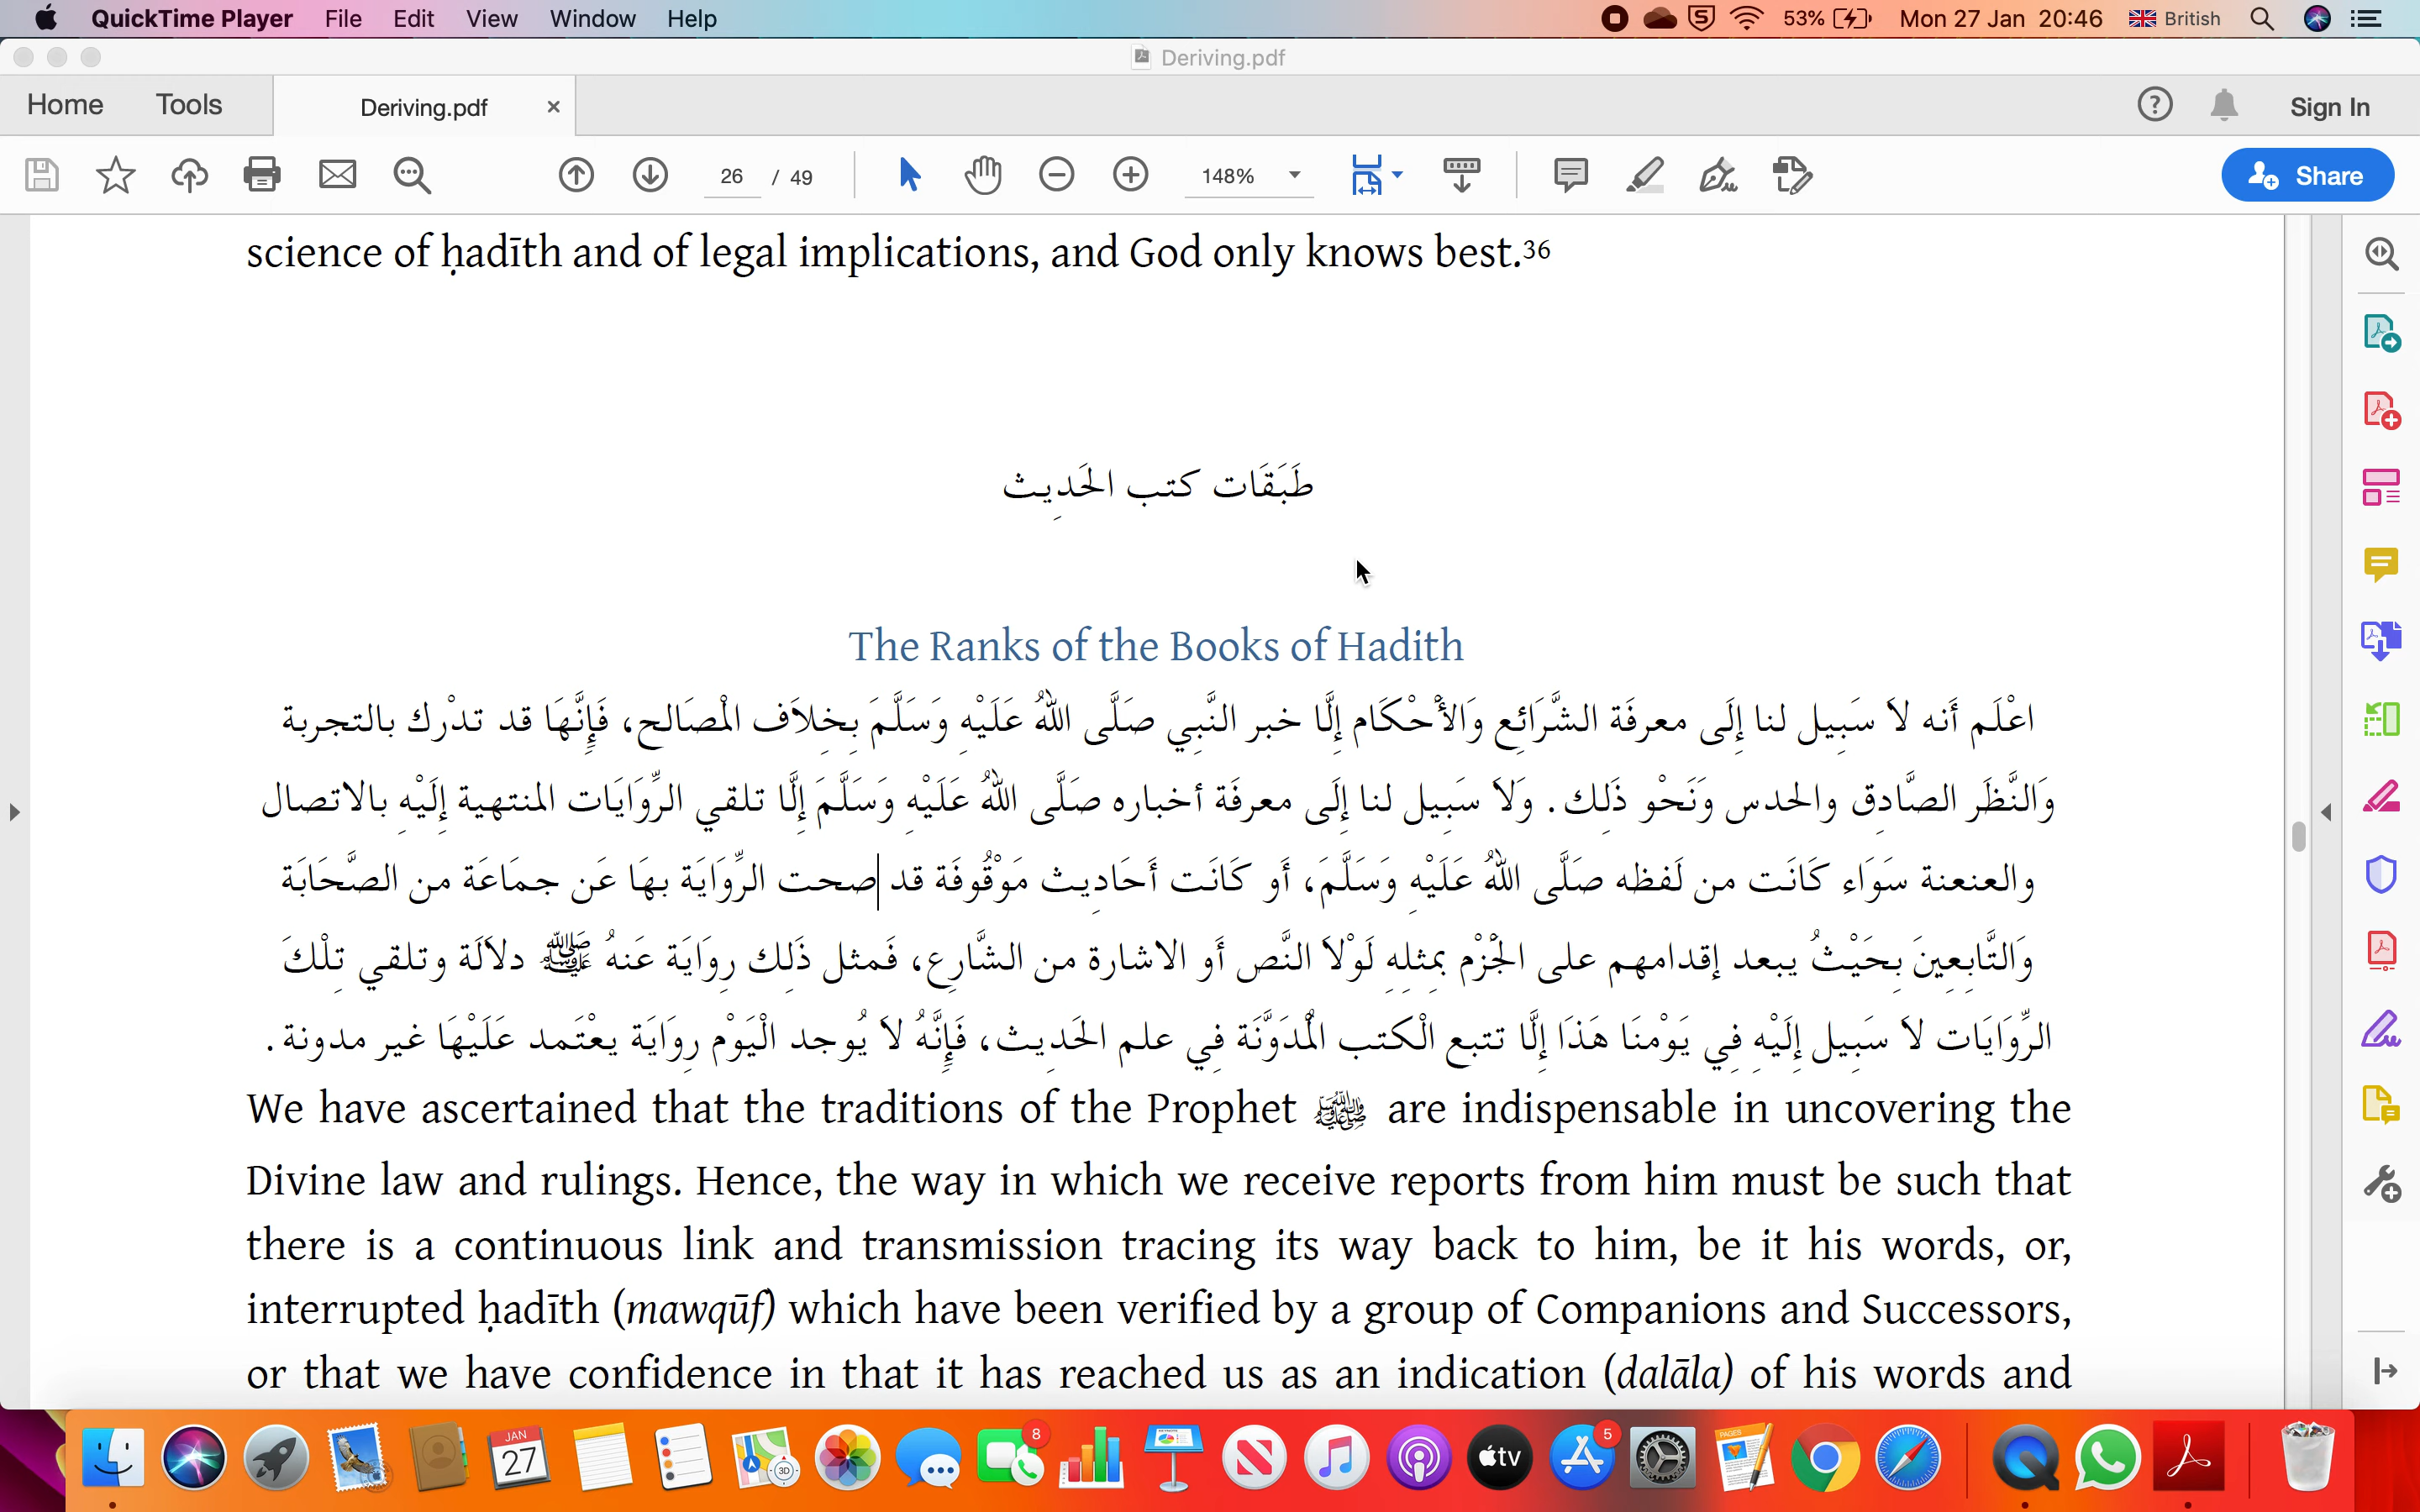 QuickTime Player File Edit View Window Help 53% Mon 27 Jan 20:46 British
Deriving.pdf
Home Tools Deriving.pdf × ? Sign In
26 / 49 148% Share
science of ḥadīth and of legal implications, and God only knows best.36
طَبَقَات كتب الحَدِيث
The Ranks of the Books of Hadith
اعْلَم أَنه لاَ سَبِيل لنا إِلَى معرفَة الشَّرَائِع وَالأَحْكَام إِلَّا خبر النَّبِي صَلَّى اللهُ عَلَيْهِ وَسَلَّمَ بِخِلاَف المْصَالح، فَإِنَّهَا قد تدْرك بالتجربة
وَالنَّظَر الصَّادِق والحدس وَنَحْو ذَلِك. وَلاَ سَبِيل لنا إِلَى معرفَة أخباره صَلَّى اللهُ عَلَيْهِ وَسَلَّمَ إِلَّا تلقي الرِّوَايَات المنتهية إِلَيْهِ بالاتصال
والعنعنة سَوَاء كَانَت من لَفظه صَلَّى اللهُ عَلَيْهِ وَسَلَّمَ، أَو كَانَت أَحَادِيث مَوْقُوفَة قد صحت الرِّوَايَة بهَا عَن جمَاعَة من الصَّحَابَة
وَالتَّابِعِينَ بِحَيْثُ يبعد إقدامهم على الجْزْم بِمثلِهِ لَوْلاَ النَّص أَو الاشارة من الشَّارِع، فَمثل ذَلِك رِوَايَة عَنهُ ﷺ دلاَلَة وتلقي تِلْكَ
الرِّوَايَات لاَ سَبِيل إِلَيْهِ فِي يَوْمنَا هَذَا إِلَّا تتبع الْكتب المُدَوَّنَة فِي علم الحَدِيث، فَإِنَّهُ لاَ يُوجد الْيَوْم رِوَايَة يعْتَمد عَلَيْهَا غير مدونة.
We have ascertained that the traditions of the Prophet ﷺ are indispensable in uncovering the
Divine law and rulings. Hence, the way in which we receive reports from him must be such that
there is a continuous link and transmission tracing its way back to him, be it his words, or,
interrupted ḥadīth (mawqūf) which have been verified by a group of Companions and Successors,
or that we have confidence in that it has reached us as an indication (dalāla) of his words and
JAN
27
3D
8
tv
5
PAGES